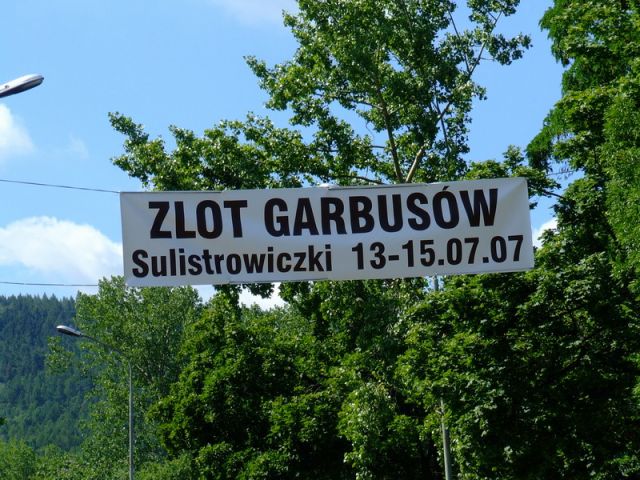 ZLOT GARBUSÓW
Sulistrowiczki 13-15.07.07